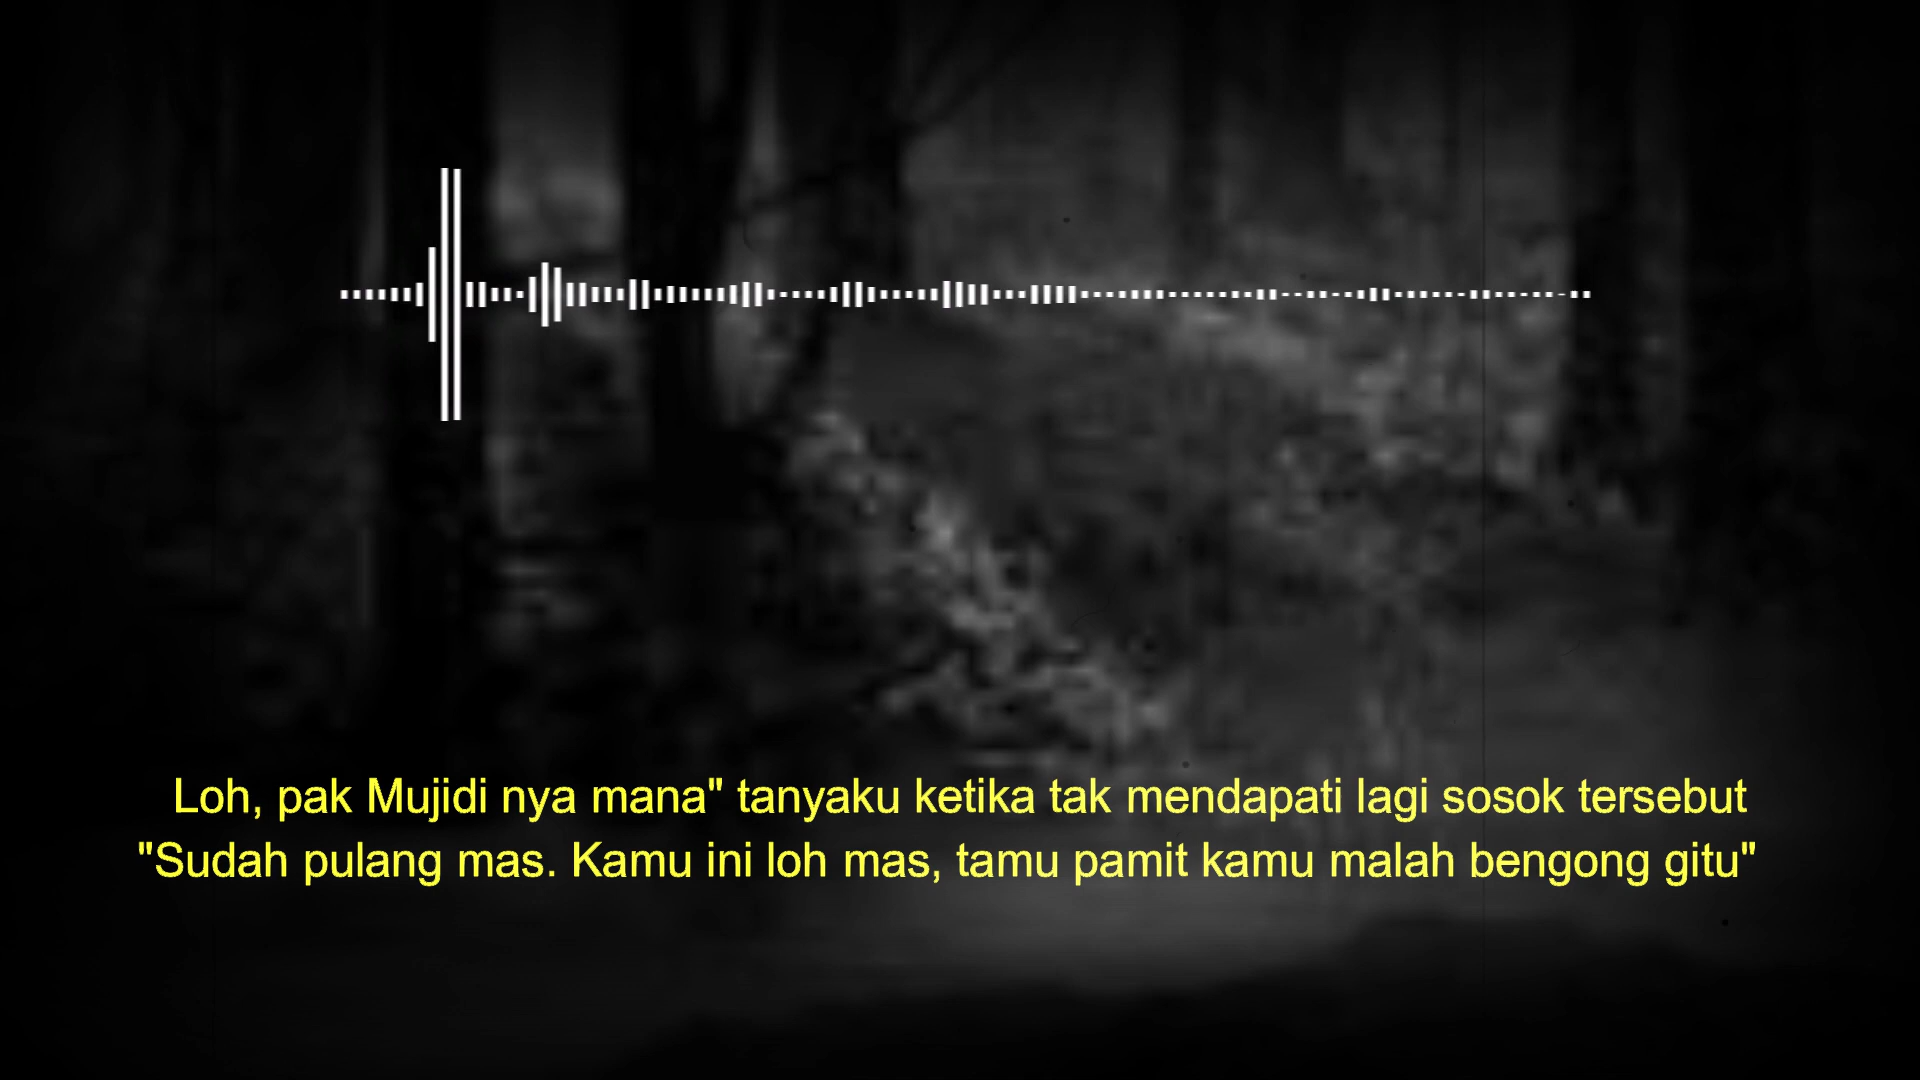 Loh, pak Mujidi nya mana" tanyaku ketika tak mendapati lagi sosok tersebut
"Sudah pulang mas. Kamu ini loh mas, tamu pamit kamu malah bengong gitu"